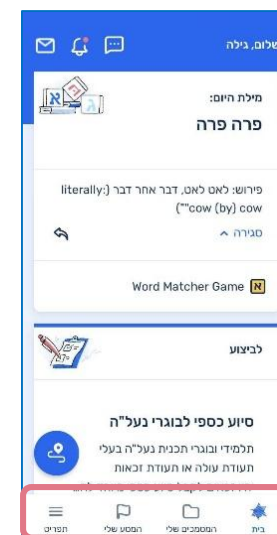 שלום, גילה
מילת היום:
פרה פרה
פירוש: לאט לאט, דבר אחר דבר (:literally
cow (by) cow"")
סגירה
Word Matcher Game
לביצוע
סיוע כספי לבוגרי נעל"ה
תלמידי ובוגרי תכנית נעל"ה בעלי
תעודת עולה או תעודת זכאות
בית
המסמכים שלי
המסע שלי
תפריט